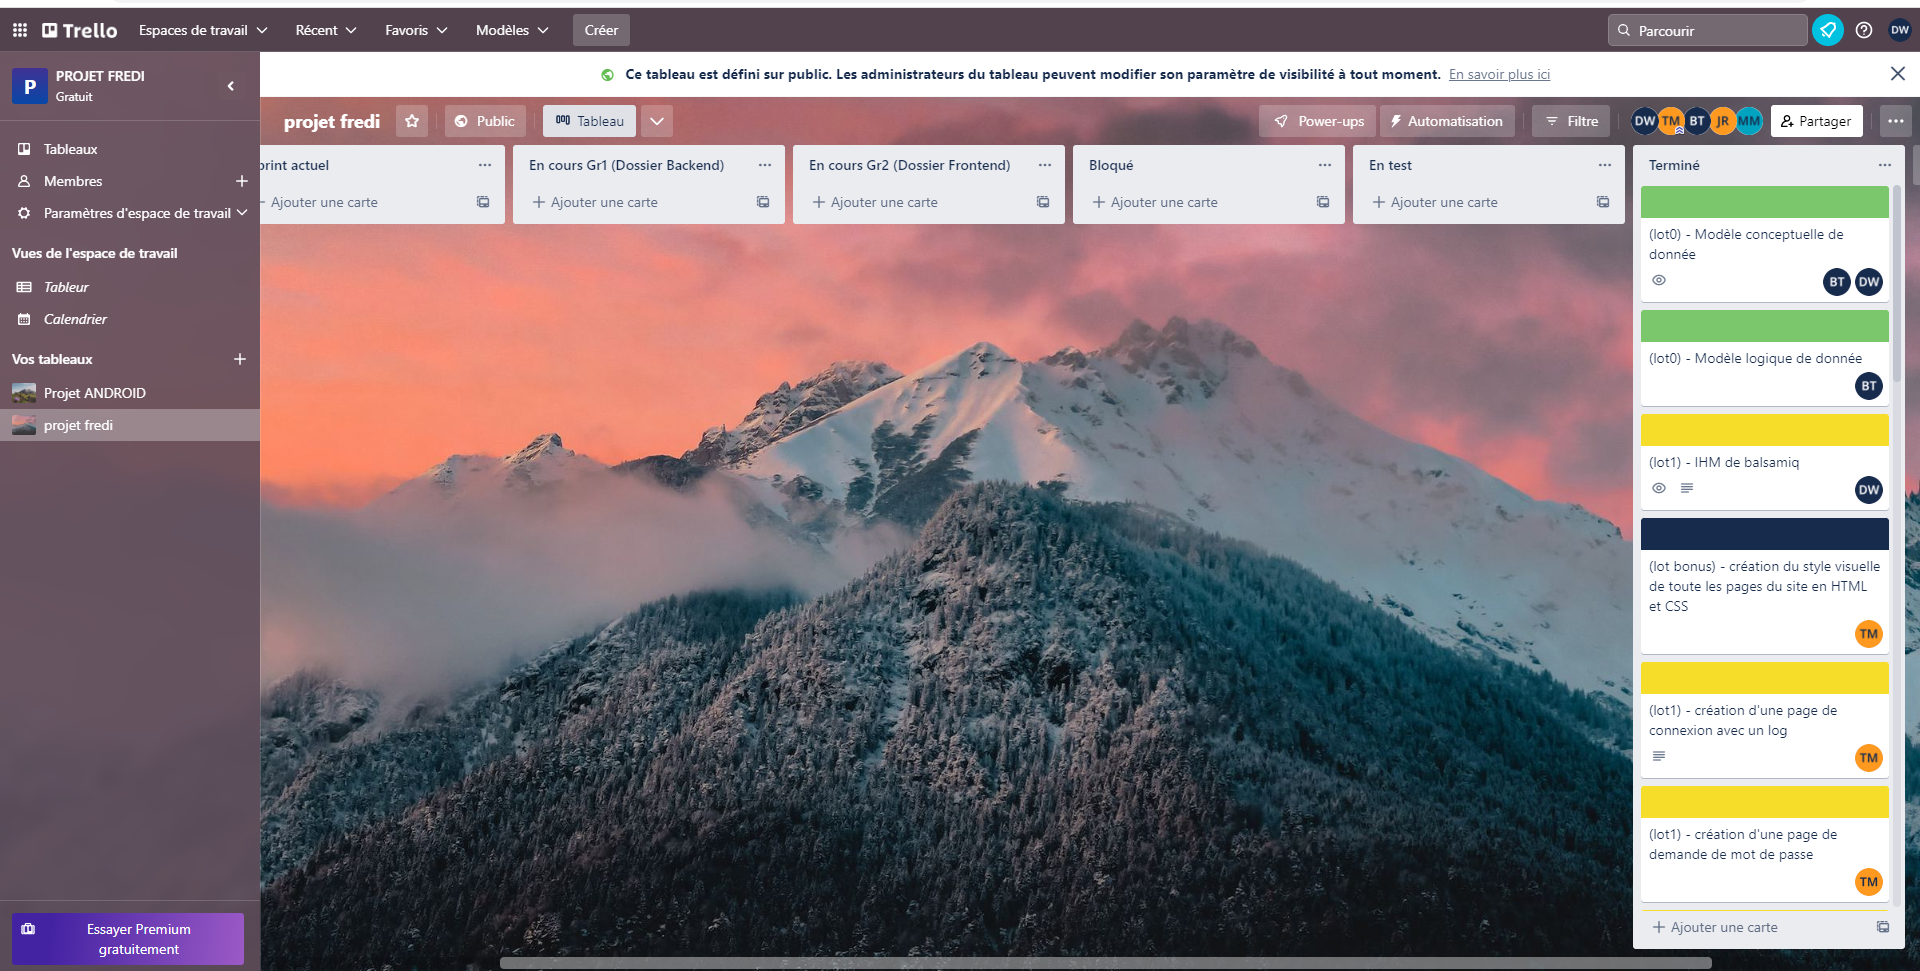 Trello
Espaces de travail
Récent
Favoris
Modèles
Créer
Parcourir
DW
P
PROJET FREDI
Gratuit
Ce tableau est défini sur public. Les administrateurs du tableau peuvent modifier son paramètre de visibilité à tout moment. En savoir plus ici
projet fredi
Public
Tableau
Power-ups
Automatisation
Filtre
DW TM BT JR MM
Partager
Tableaux
Membres
Paramètres d'espace de travail
Vues de l'espace de travail
Tableur
Calendrier
Vos tableaux
Projet ANDROID
projet fredi
Essayer Premium
gratuitement
print actuel
Ajouter une carte
En cours Gr1 (Dossier Backend)
Ajouter une carte
En cours Gr2 (Dossier Frontend)
Ajouter une carte
Bloqué
Ajouter une carte
En test
Ajouter une carte
Terminé
(lot0) - Modèle conceptuelle de
donnée
BT DW
(lot0) - Modèle logique de donnée
BT
(lot1) - IHM de balsamiq
DW
(lot bonus) - création du style visuelle
de toute les pages du site en HTML
et CSS
TM
(lot1) - création d'une page de
connexion avec un log
TM
(lot1) - création d'une page de
demande de mot de passe
TM
Ajouter une carte